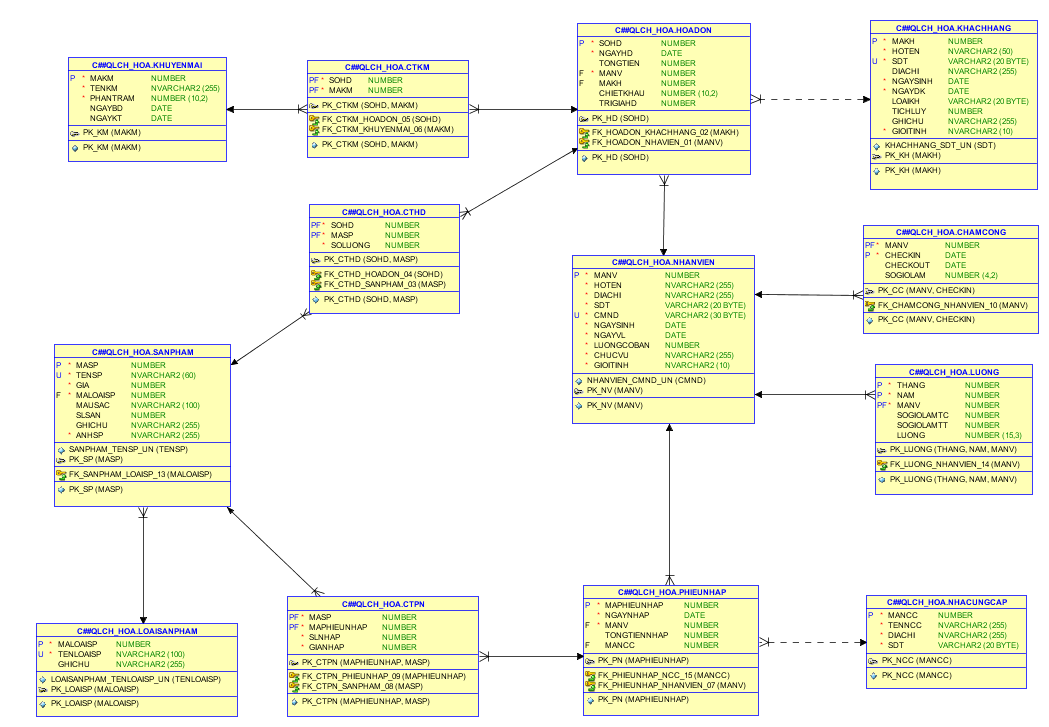 C##QLCH_HOA.KHUYENMAI
P * MAKM NUMBER
* TENKM NVARCHAR2 (255)
* PHANTRAM NUMBER (10,2)
NGAYBD DATE
NGAYKT DATE
PK_KM (MAKM)
PK_KM (MAKM)
C##QLCH_HOA.CTKM
PF* SOHD NUMBER
PF* MAKM NUMBER
PK_CTKM (SOHD, MAKM)
FK_CTKM_HOADON_05 (SOHD)
FK_CTKM_KHUYENMAI_06 (MAKM)
PK_CTKM (SOHD, MAKM)
C##QLCH_HOA.HOADON
P * SOHD NUMBER
* NGAYHD DATE
TONGTIEN NUMBER
F * MANV NUMBER
F MAKH NUMBER
CHIETKHAU NUMBER (10,2)
TRIGIAHD NUMBER
PK_HD (SOHD)
FK_HOADON_KHACHHANG_02 (MAKH)
FK_HOADON_NHAVIEN_01 (MANV)
PK_HD (SOHD)
C##QLCH_HOA.KHACHHANG
P * MAKH NUMBER
* HOTEN NVARCHAR2 (50)
U * SDT VARCHAR2 (20 BYTE)
DIACHI NVARCHAR2 (255)
* NGAYSINH DATE
* NGAYDK DATE
LOAIKH VARCHAR2 (20 BYTE)
TICHLUY NUMBER
GHICHU NVARCHAR2 (255)
* GIOITINH NVARCHAR2 (10)
KHACHHANG_SDT_UN (SDT)
PK_KH (MAKH)
PK_KH (MAKH)
C##QLCH_HOA.CTHD
PF* SOHD NUMBER
PF* MASP NUMBER
* SOLUONG NUMBER
PK_CTHD (SOHD, MASP)
FK_CTHD_HOADON_04 (SOHD)
FK_CTHD_SANPHAM_03 (MASP)
PK_CTHD (SOHD, MASP)
C##QLCH_HOA.NHANVIEN
P * MANV NUMBER
* HOTEN NVARCHAR2 (255)
* DIACHI NVARCHAR2 (255)
* SDT VARCHAR2 (20 BYTE)
U * CMND VARCHAR2 (30 BYTE)
* NGAYSINH DATE
* NGAYVL DATE
* LUONGCOBAN NUMBER
* CHUCVU NVARCHAR2 (255)
* GIOITINH NVARCHAR2 (10)
NHANVIEN_CMND_UN (CMND)
PK_NV (MANV)
PK_NV (MANV)
C##QLCH_HOA.CHAMCONG
PF* MANV NUMBER
P * CHECKIN DATE
CHECKOUT DATE
SOGIOLAM NUMBER (4,2)
PK_CC (MANV, CHECKIN)
FK_CHAMCONG_NHANVIEN_10 (MANV)
PK_CC (MANV, CHECKIN)
C##QLCH_HOA.SANPHAM
P * MASP NUMBER
U * TENSP NVARCHAR2 (60)
* GIA NUMBER
F * MALOAISP NUMBER
MAUSAC NVARCHAR2 (100)
SLSAN NUMBER
GHICHU NVARCHAR2 (255)
* ANHSP NVARCHAR2 (255)
SANPHAM_TENSP_UN (TENSP)
PK_SP (MASP)
FK_SANPHAM_LOAISP_13 (MALOAISP)
PK_SP (MASP)
C##QLCH_HOA.LUONG
P * THANG NUMBER
P * NAM NUMBER
PF* MANV NUMBER
SOGIOLAMTC NUMBER
SOGIOLAMTT NUMBER
LUONG NUMBER (15,3)
PK_LUONG (THANG, NAM, MANV)
FK_LUONG_NHANVIEN_14 (MANV)
PK_LUONG (THANG, NAM, MANV)
C##QLCH_HOA.LOAISANPHAM
P * MALOAISP NUMBER
U * TENLOAISP NVARCHAR2 (100)
GHICHU NVARCHAR2 (255)
LOAISANPHAM_TENLOAISP_UN (TENLOAISP)
PK_LOAISP (MALOAISP)
PK_LOAISP (MALOAISP)
C##QLCH_HOA.CTPN
PF* MASP NUMBER
PF* MAPHIEUNHAP NUMBER
* SLNHAP NUMBER
* GIANHAP NUMBER
PK_CTPN (MAPHIEUNHAP, MASP)
FK_CTPN_PHIEUNHAP_09 (MAPHIEUNHAP)
FK_CTPN_SANPHAM_08 (MASP)
PK_CTPN (MAPHIEUNHAP, MASP)
C##QLCH_HOA.PHIEUNHAP
P * MAPHIEUNHAP NUMBER
* NGAYNHAP DATE
F * MANV NUMBER
TONGTIENNHAP NUMBER
F MANCC NUMBER
PK_PN (MAPHIEUNHAP)
FK_PHIEUNHAP_NCC_15 (MANCC)
FK_PHIEUNHAP_NHANVIEN_07 (MANV)
PK_PN (MAPHIEUNHAP)
C##QLCH_HOA.NHACUNGCAP
P * MANCC NUMBER
* TENNCC NVARCHAR2 (255)
* DIACHI NVARCHAR2 (255)
* SDT VARCHAR2 (20 BYTE)
PK_NCC (MANCC)
PK_NCC (MANCC)